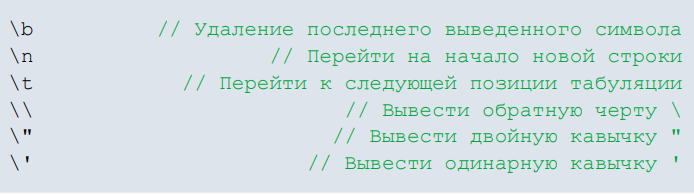 \b // Удаление последнего выведенного символа
\n // Перейти на начало новой строки
\t // Перейти к следующей позиции табуляции
\\ // Вывести обратную черту \
\" // Вывести двойную кавычку "
\' // Вывести одинарную кавычку '